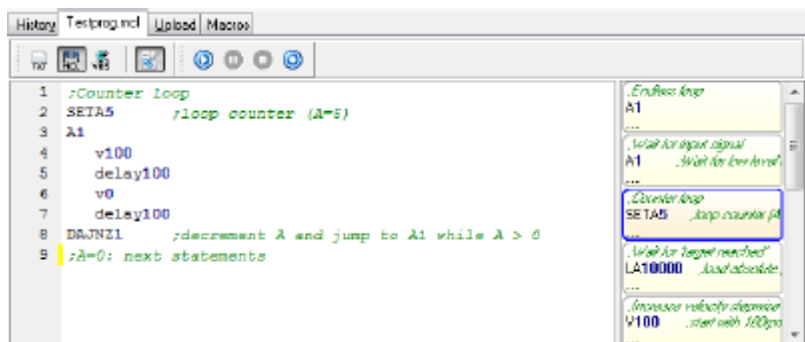 History Testprog.mcl Upload Macros
1 ;Counter loop
2 SETA5 ;loop counter (A=5)
3 A1
4 v100
5 delay100
6 v0
7 delay100
8 DAJNZ1 ;decrement A and jump to A1 while A > 0
9 ;A=0: next statements
;Endless loop
A1
...
;Wait for input signal
A1 ;Wait for low level
...
;Counter loop
SETA5 ;loop counter (A
...
;Wait for "target reached"
LA10000 ;load absolute
...
;Increase velocity stepwise
V100 ;start with 100rpm